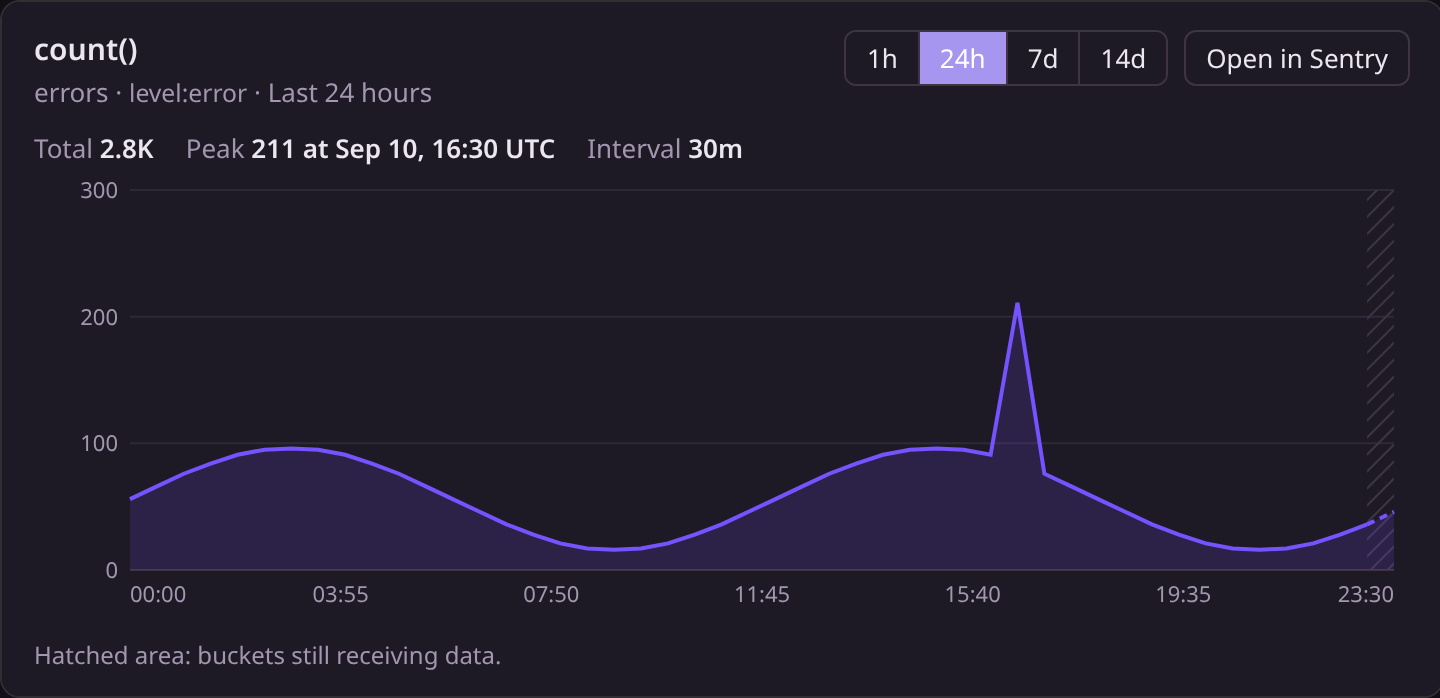 count()
errors · level:error · Last 24 hours
1h 24h 7d 14d Open in Sentry
Total 2.8K Peak 211 at Sep 10, 16:30 UTC Interval 30m
300
200
100
0
00:00 03:55 07:50 11:45 15:40 19:35 23:30
Hatched area: buckets still receiving data.